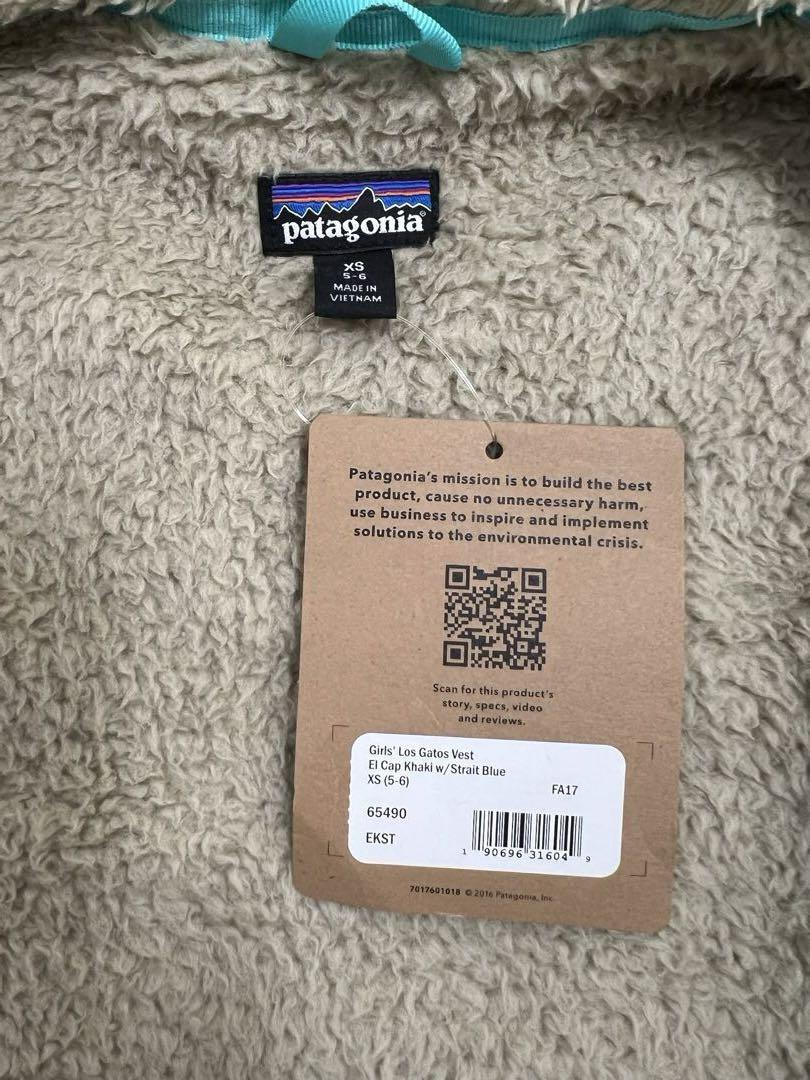 patagonia®
XS
5-6
MADE IN
VIETNAM
Patagonia's mission is to build the best
product, cause no unnecessary harm,
use business to inspire and implement
solutions to the environmental crisis.
Scan for this product's
story, specs, video
and reviews.
Girls' Los Gatos Vest
El Cap Khaki w/Strait Blue
XS (5-6)
FA17
65490
EKST
1 90696 31604 9
7017601018 © 2016 Patagonia, Inc.